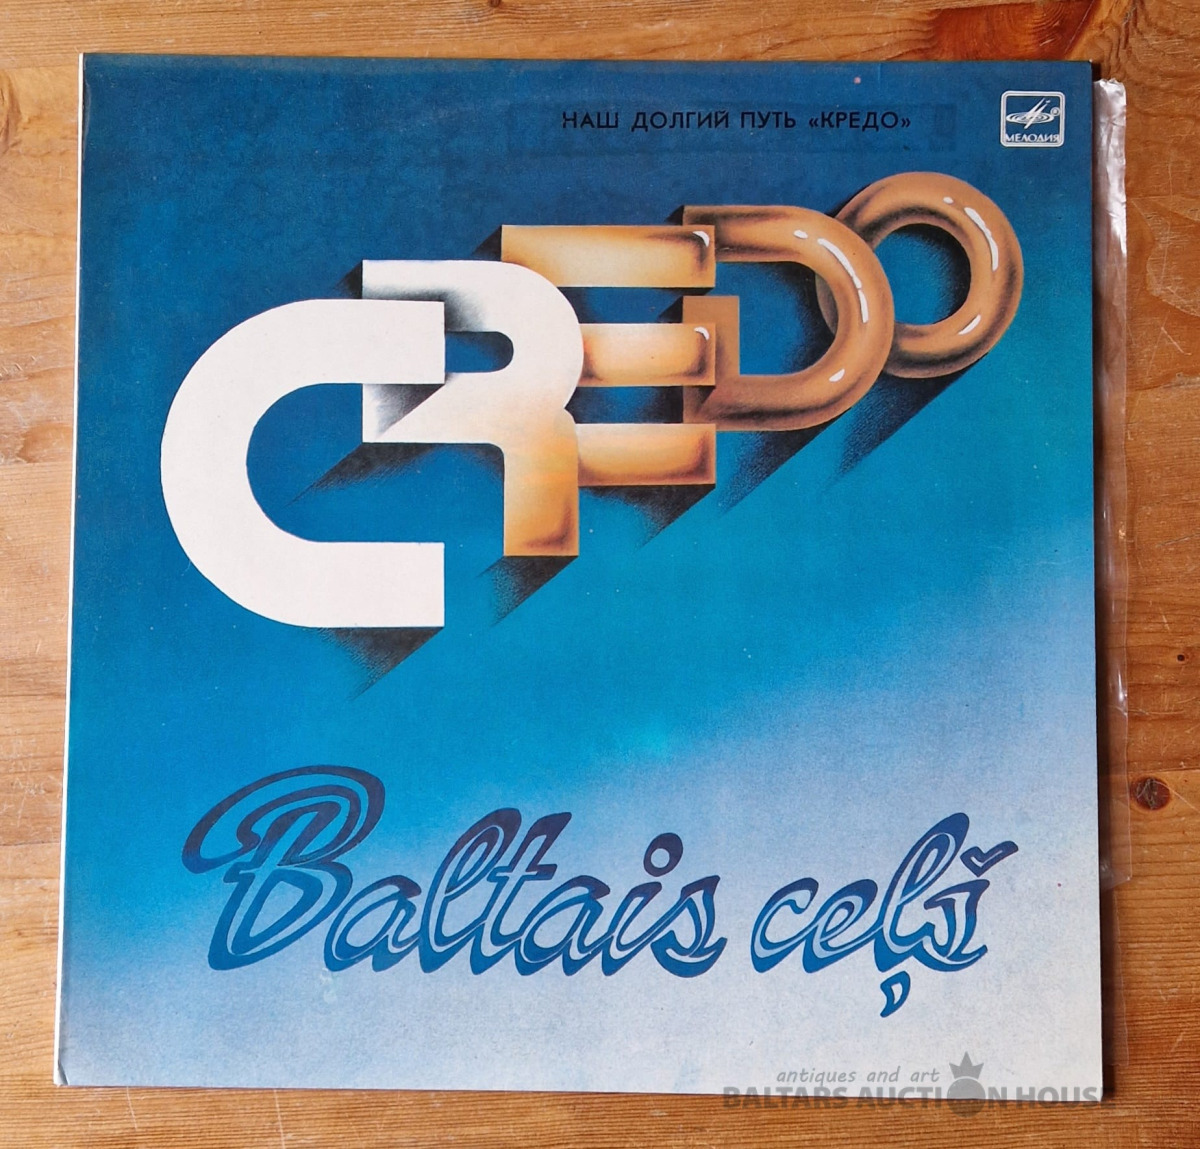 НАШ ДОЛГИЙ ПУТЬ «КРЕДО»
МЕЛОДИЯ
CREDO
Baltais ceļš
antiques and art
BALTARS AUCTION HOUSE